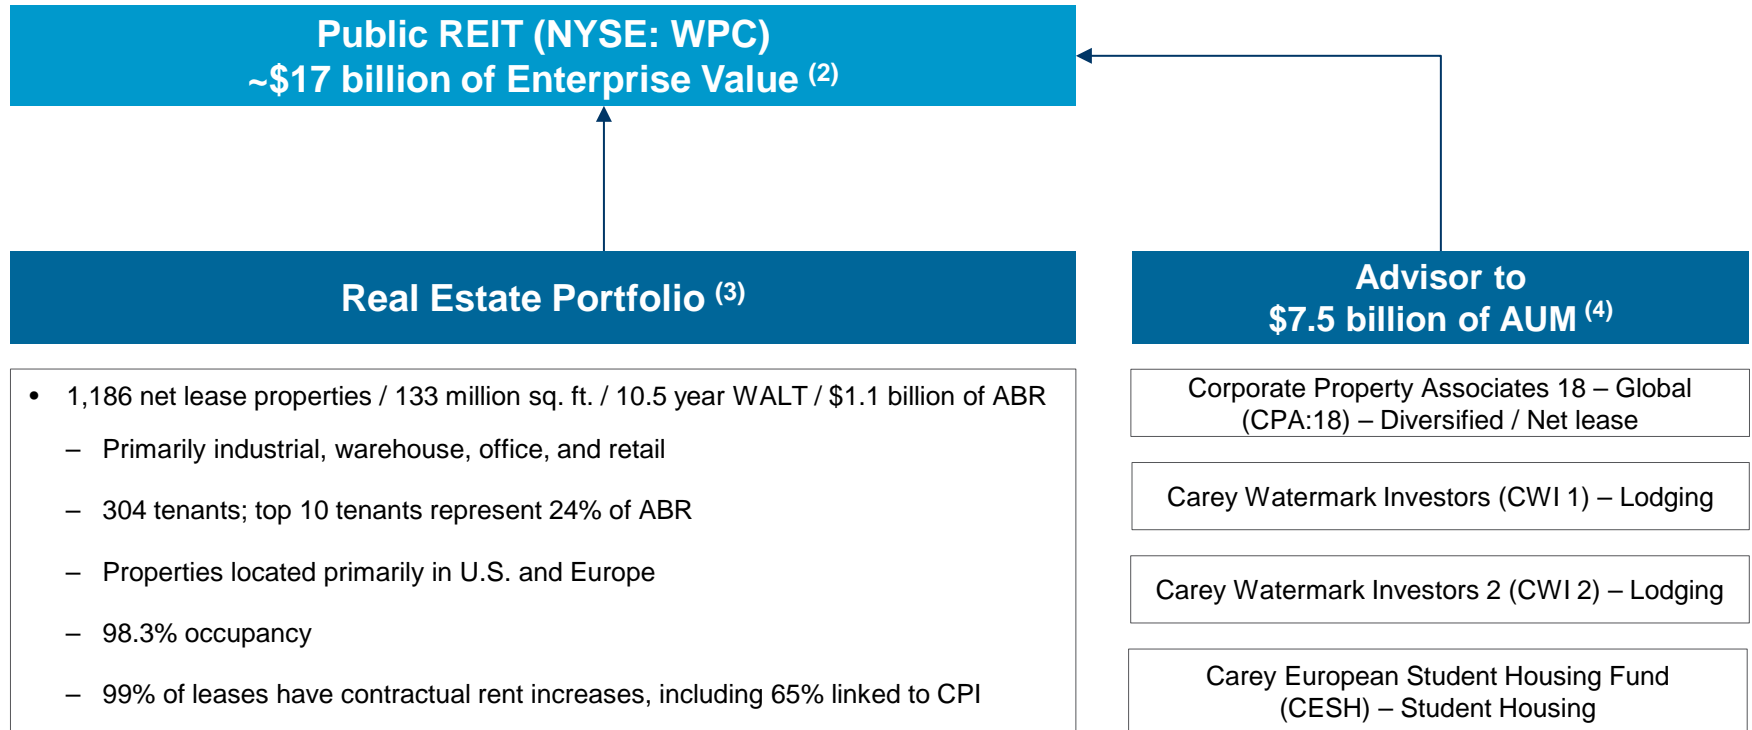 Public REIT (NYSE: WPC)
~$17 billion of Enterprise Value (2)
Real Estate Portfolio (3)
• 1,186 net lease properties / 133 million sq. ft. / 10.5 year WALT / $1.1 billion of ABR
– Primarily industrial, warehouse, office, and retail
– 304 tenants; top 10 tenants represent 24% of ABR
– Properties located primarily in U.S. and Europe
– 98.3% occupancy
– 99% of leases have contractual rent increases, including 65% linked to CPI
Advisor to
$7.5 billion of AUM (4)
Corporate Property Associates 18 – Global
(CPA:18) – Diversified / Net lease
Carey Watermark Investors (CWI 1) – Lodging
Carey Watermark Investors 2 (CWI 2) – Lodging
Carey European Student Housing Fund
(CESH) – Student Housing